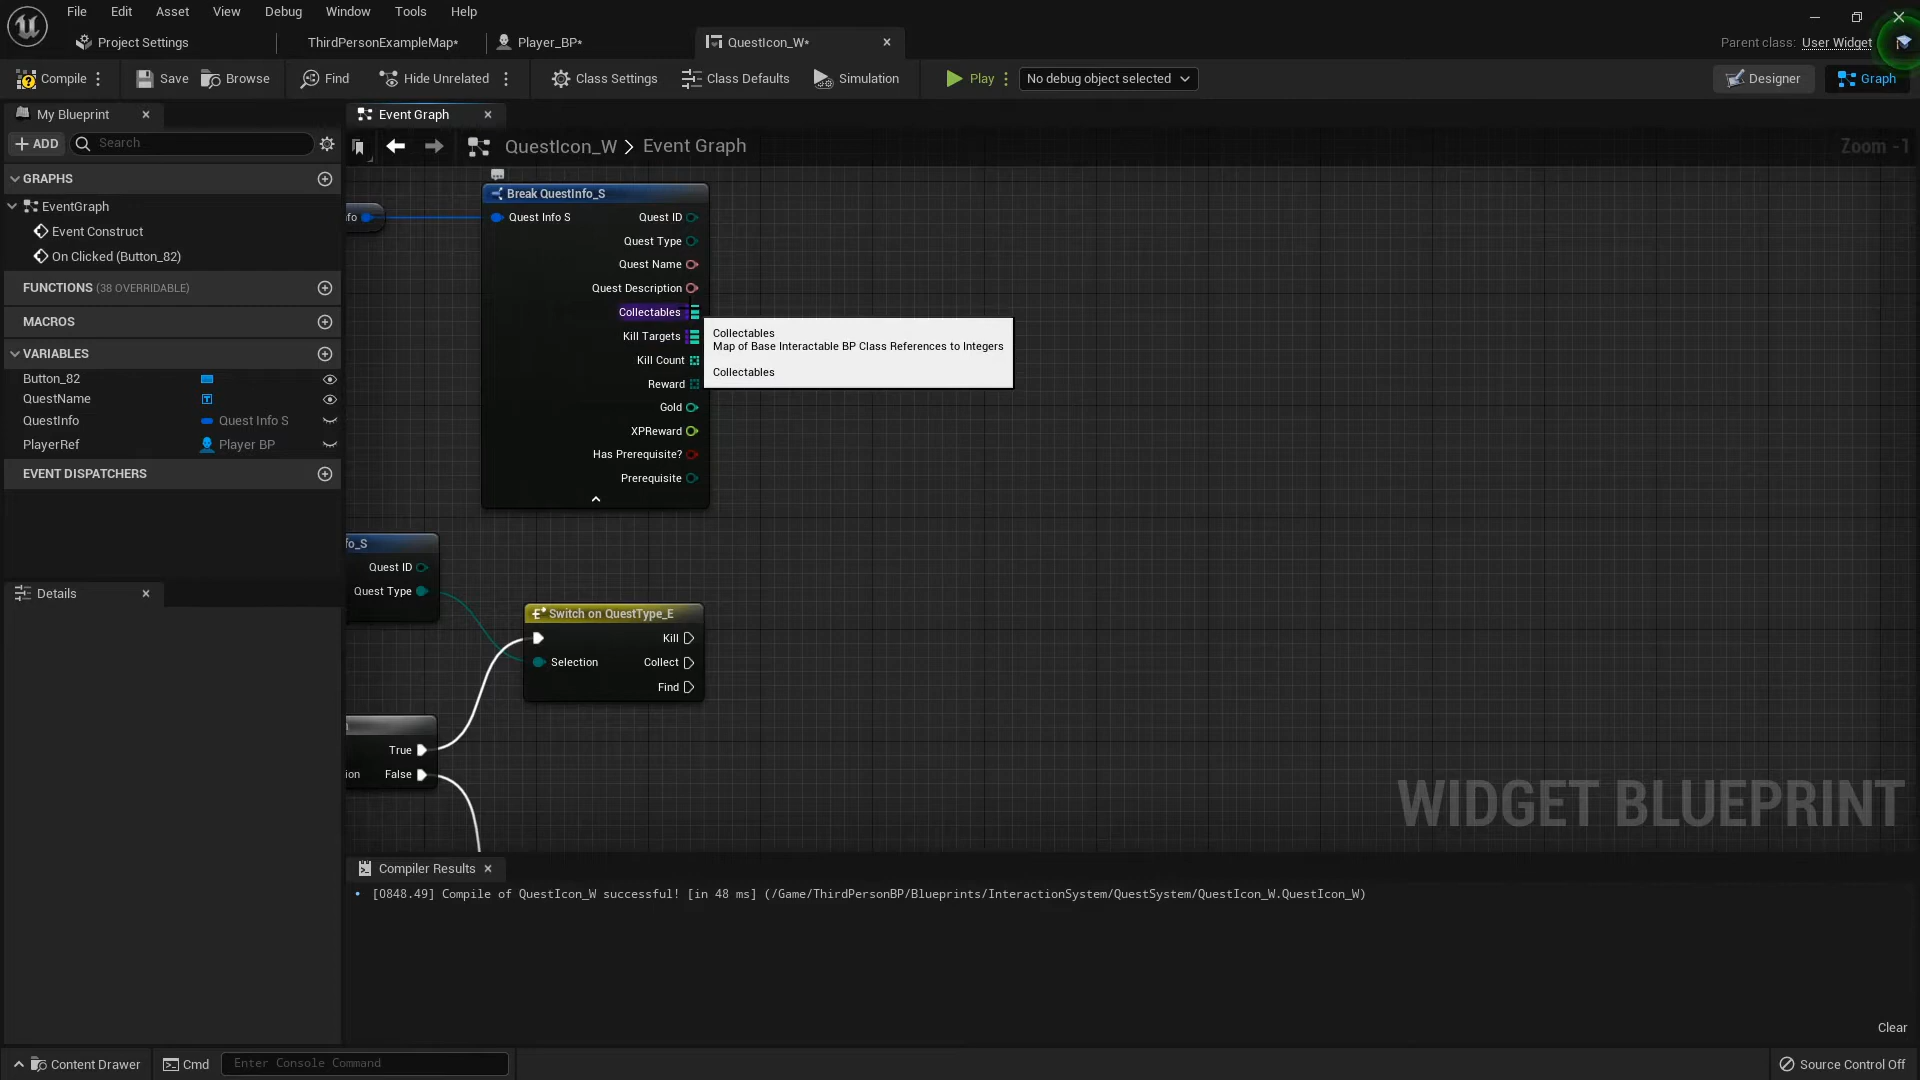 File Edit Asset View Debug Window Tools Help
Project Settings ThirdPersonExampleMap* Player_BP* QuestIcon_W* Parent class: User Widget
Compile Save Browse Find Hide Unrelated Class Settings Class Defaults Simulation Play No debug object selected Designer Graph
My Blueprint Event Graph
ADD Search QuestIcon_W > Event Graph Zoom -1
GRAPHS
EventGraph
Event Construct
On Clicked (Button_82)
FUNCTIONS (38 OVERRIDABLE)
MACROS
VARIABLES
Button_82
QuestName
QuestInfo Quest Info S
PlayerRef Player BP
EVENT DISPATCHERS
Details
Break QuestInfo_S
fo Quest Info S Quest ID
Quest Type
Quest Name
Quest Description
Collectables
Kill Targets
Kill Count
Reward
Gold
XPReward
Has Prerequisite?
Prerequisite
Collectables
Map of Base Interactable BP Class References to Integers
Collectables
fo_S
Quest ID
Quest Type
Switch on QuestType_E
Kill
Selection Collect
Find
True
ion False
WIDGET BLUEPRINT
Compiler Results
• [0848.49] Compile of QuestIcon_W successful! [in 48 ms] (/Game/ThirdPersonBP/Blueprints/InteractionSystem/QuestSystem/QuestIcon_W.QuestIcon_W)
Clear
Content Drawer Cmd Enter Console Command Source Control Off